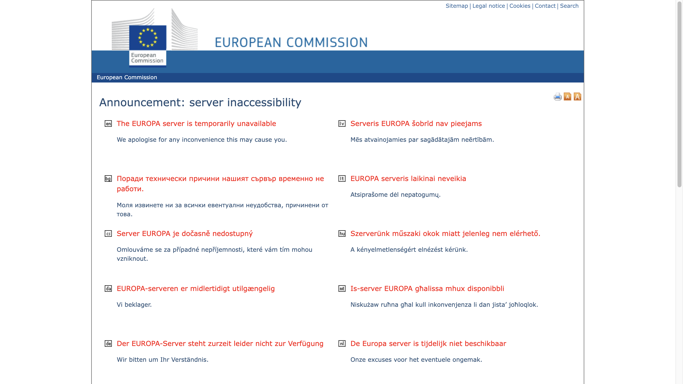 Sitemap | Legal notice | Cookies | Contact | Search
European
Commission
EUROPEAN COMMISSION
European Commission
Announcement: server inaccessibility
en The EUROPA server is temporarily unavailable
We apologise for any inconvenience this may cause you.
lv Serveris EUROPA šobrīd nav pieejams
Mēs atvainojamies par sagādātajām neērtībām.
bg Поради технически причини нашият сървър временно не
работи.
Моля извинете ни за всички евентуални неудобства, причинени от
това.
lt EUROPA serveris laikinai neveikia
Atsiprašome dėl nepatogumų.
cs Server EUROPA je dočasně nedostupný
Omlouváme se za případné nepříjemnosti, které vám tím mohou
vzniknout.
hu Szerverünk műszaki okok miatt jelenleg nem elérhető.
A kényelmetlenségért elnézést kérünk.
da EUROPA-serveren er midlertidigt utilgængelig
Vi beklager.
mt Is-server EUROPA għalissa mhux disponibbli
Niskużaw ruħna għal kull inkonvenjenza li dan jista' joħloqlok.
de Der EUROPA-Server steht zurzeit leider nicht zur Verfügung
Wir bitten um Ihr Verständnis.
nl De Europa server is tijdelijk niet beschikbaar
Onze excuses voor het eventuele ongemak.